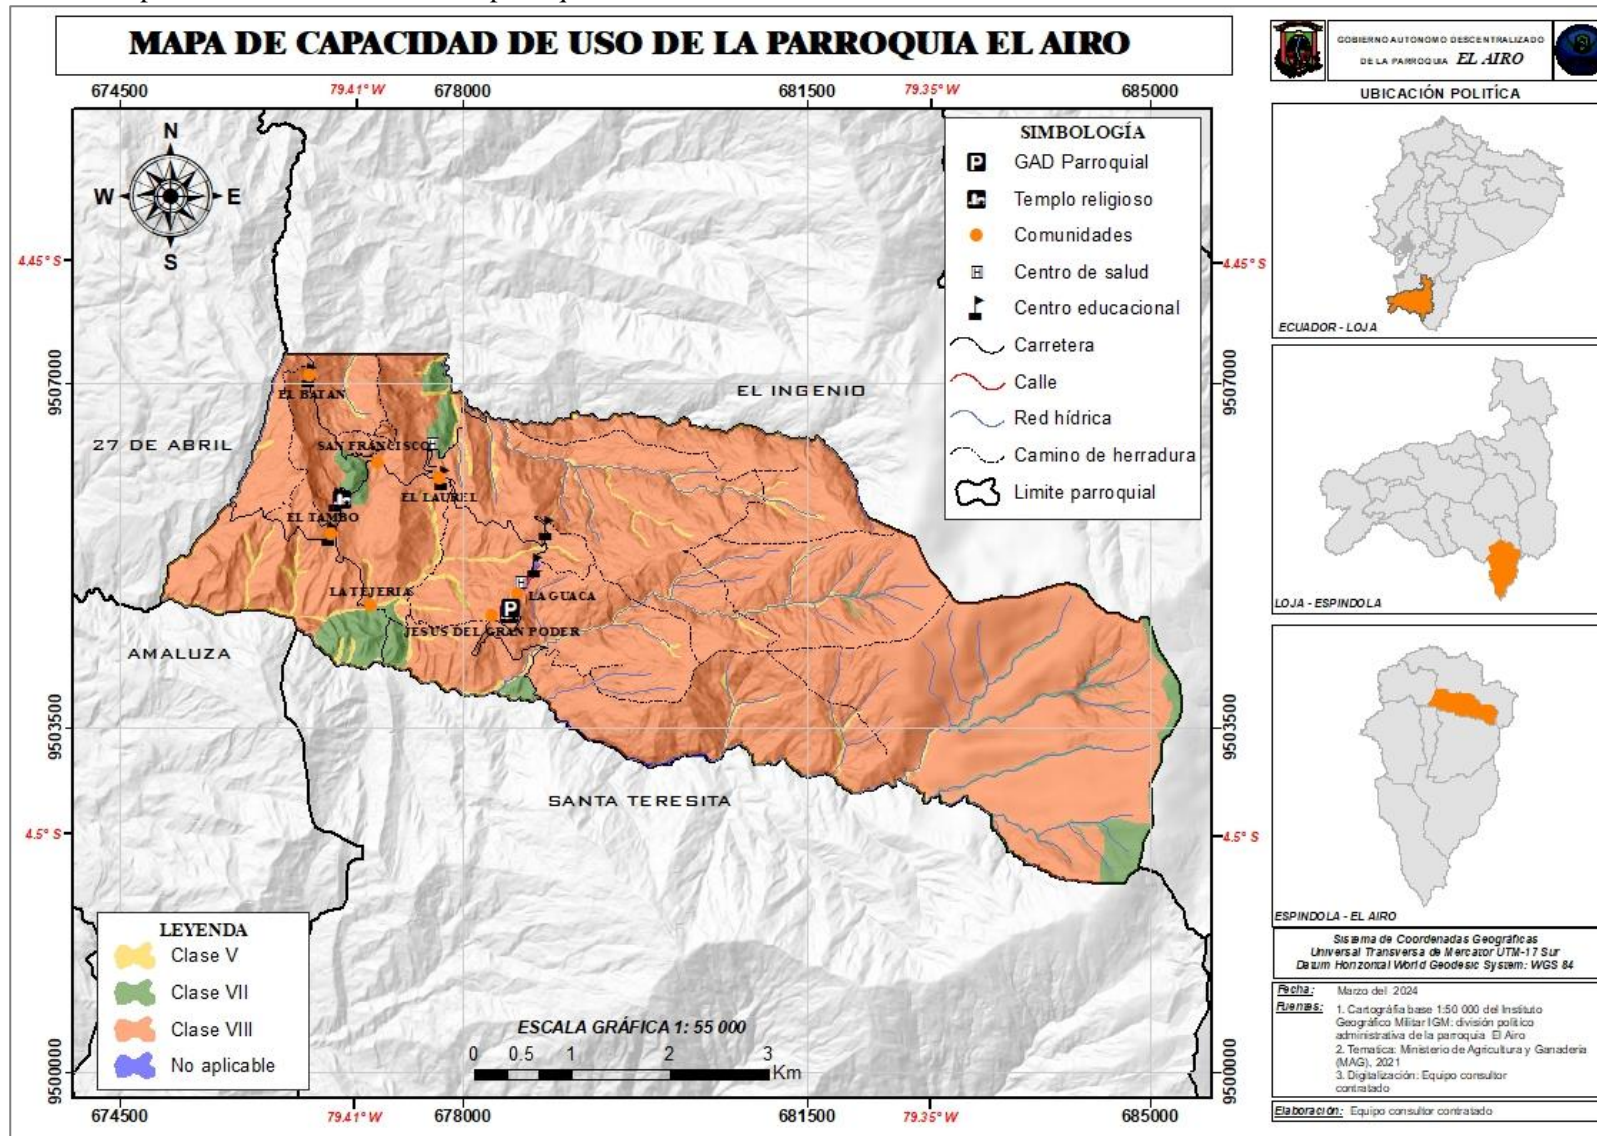 MAPA DE CAPACIDAD DE USO DE LA PARROQUIA EL AIRO
GOBIERNO AUTONOMO DESCENTRALIZADO
DE LA PARROQUIA EL AIRO
UBICACIÓN POLITÍCA
674500
79.41° W
678000
681500
79.35° W
685000
N
W
E
S
SIMBOLOGÍA
GAD Parroquial
Templo religioso
Comunidades
Centro de salud
Centro educacional
Carretera
Calle
Red hídrica
Camino de herradura
Limite parroquial
4.45° S
4.45° S
9507000
9507000
EL INGENIO
27 DE ABRIL
EL BATAN
SAN FRANCISCO
EL LAUREL
EL TAMBO
LA TEJERIA
LA GUACA
JESUS DEL GRAN PODER
AMALUZA
SANTA TERESITA
9503500
9503500
4.5° S
4.5° S
9500000
9500000
LEYENDA
Clase V
Clase VII
Clase VIII
No aplicable
ESCALA GRÁFICA 1: 55 000
0 0.5 1 2 3
Km
674500
79.41° W
678000
681500
79.35° W
685000
ECUADOR - LOJA
LOJA - ESPINDOLA
ESPINDOLA - EL AIRO
Sistema de Coordenadas Geográficas
Universal Transversa de Mercator UTM-17 Sur
Datum Horizontal World Geodesic System: WGS 84
Fecha: Marzo del 2024
Fuentes: 1. Cartográfia base 1:50 000 del Instituto
Geográfico Militar IGM: división politico
administrativa de la parroquia El Airo
2. Tematica: Ministerio de Agricultura y Ganaderia
(MAG), 2021
3. Digitalización: Equipo consultor
contratado
Elaboración: Equipo consultor contratado